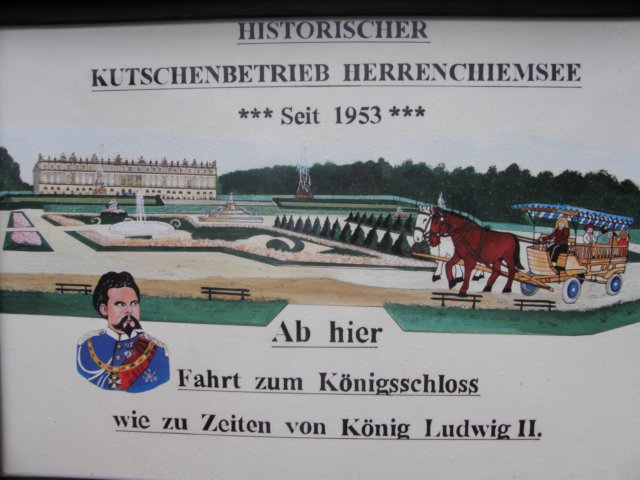 HISTORISCHER
KUTSCHENBETRIEB HERRENCHIEMSEE
*** Seit 1953 ***
Ab hier
Fahrt zum Königsschloss
wie zu Zeiten von König Ludwig II.